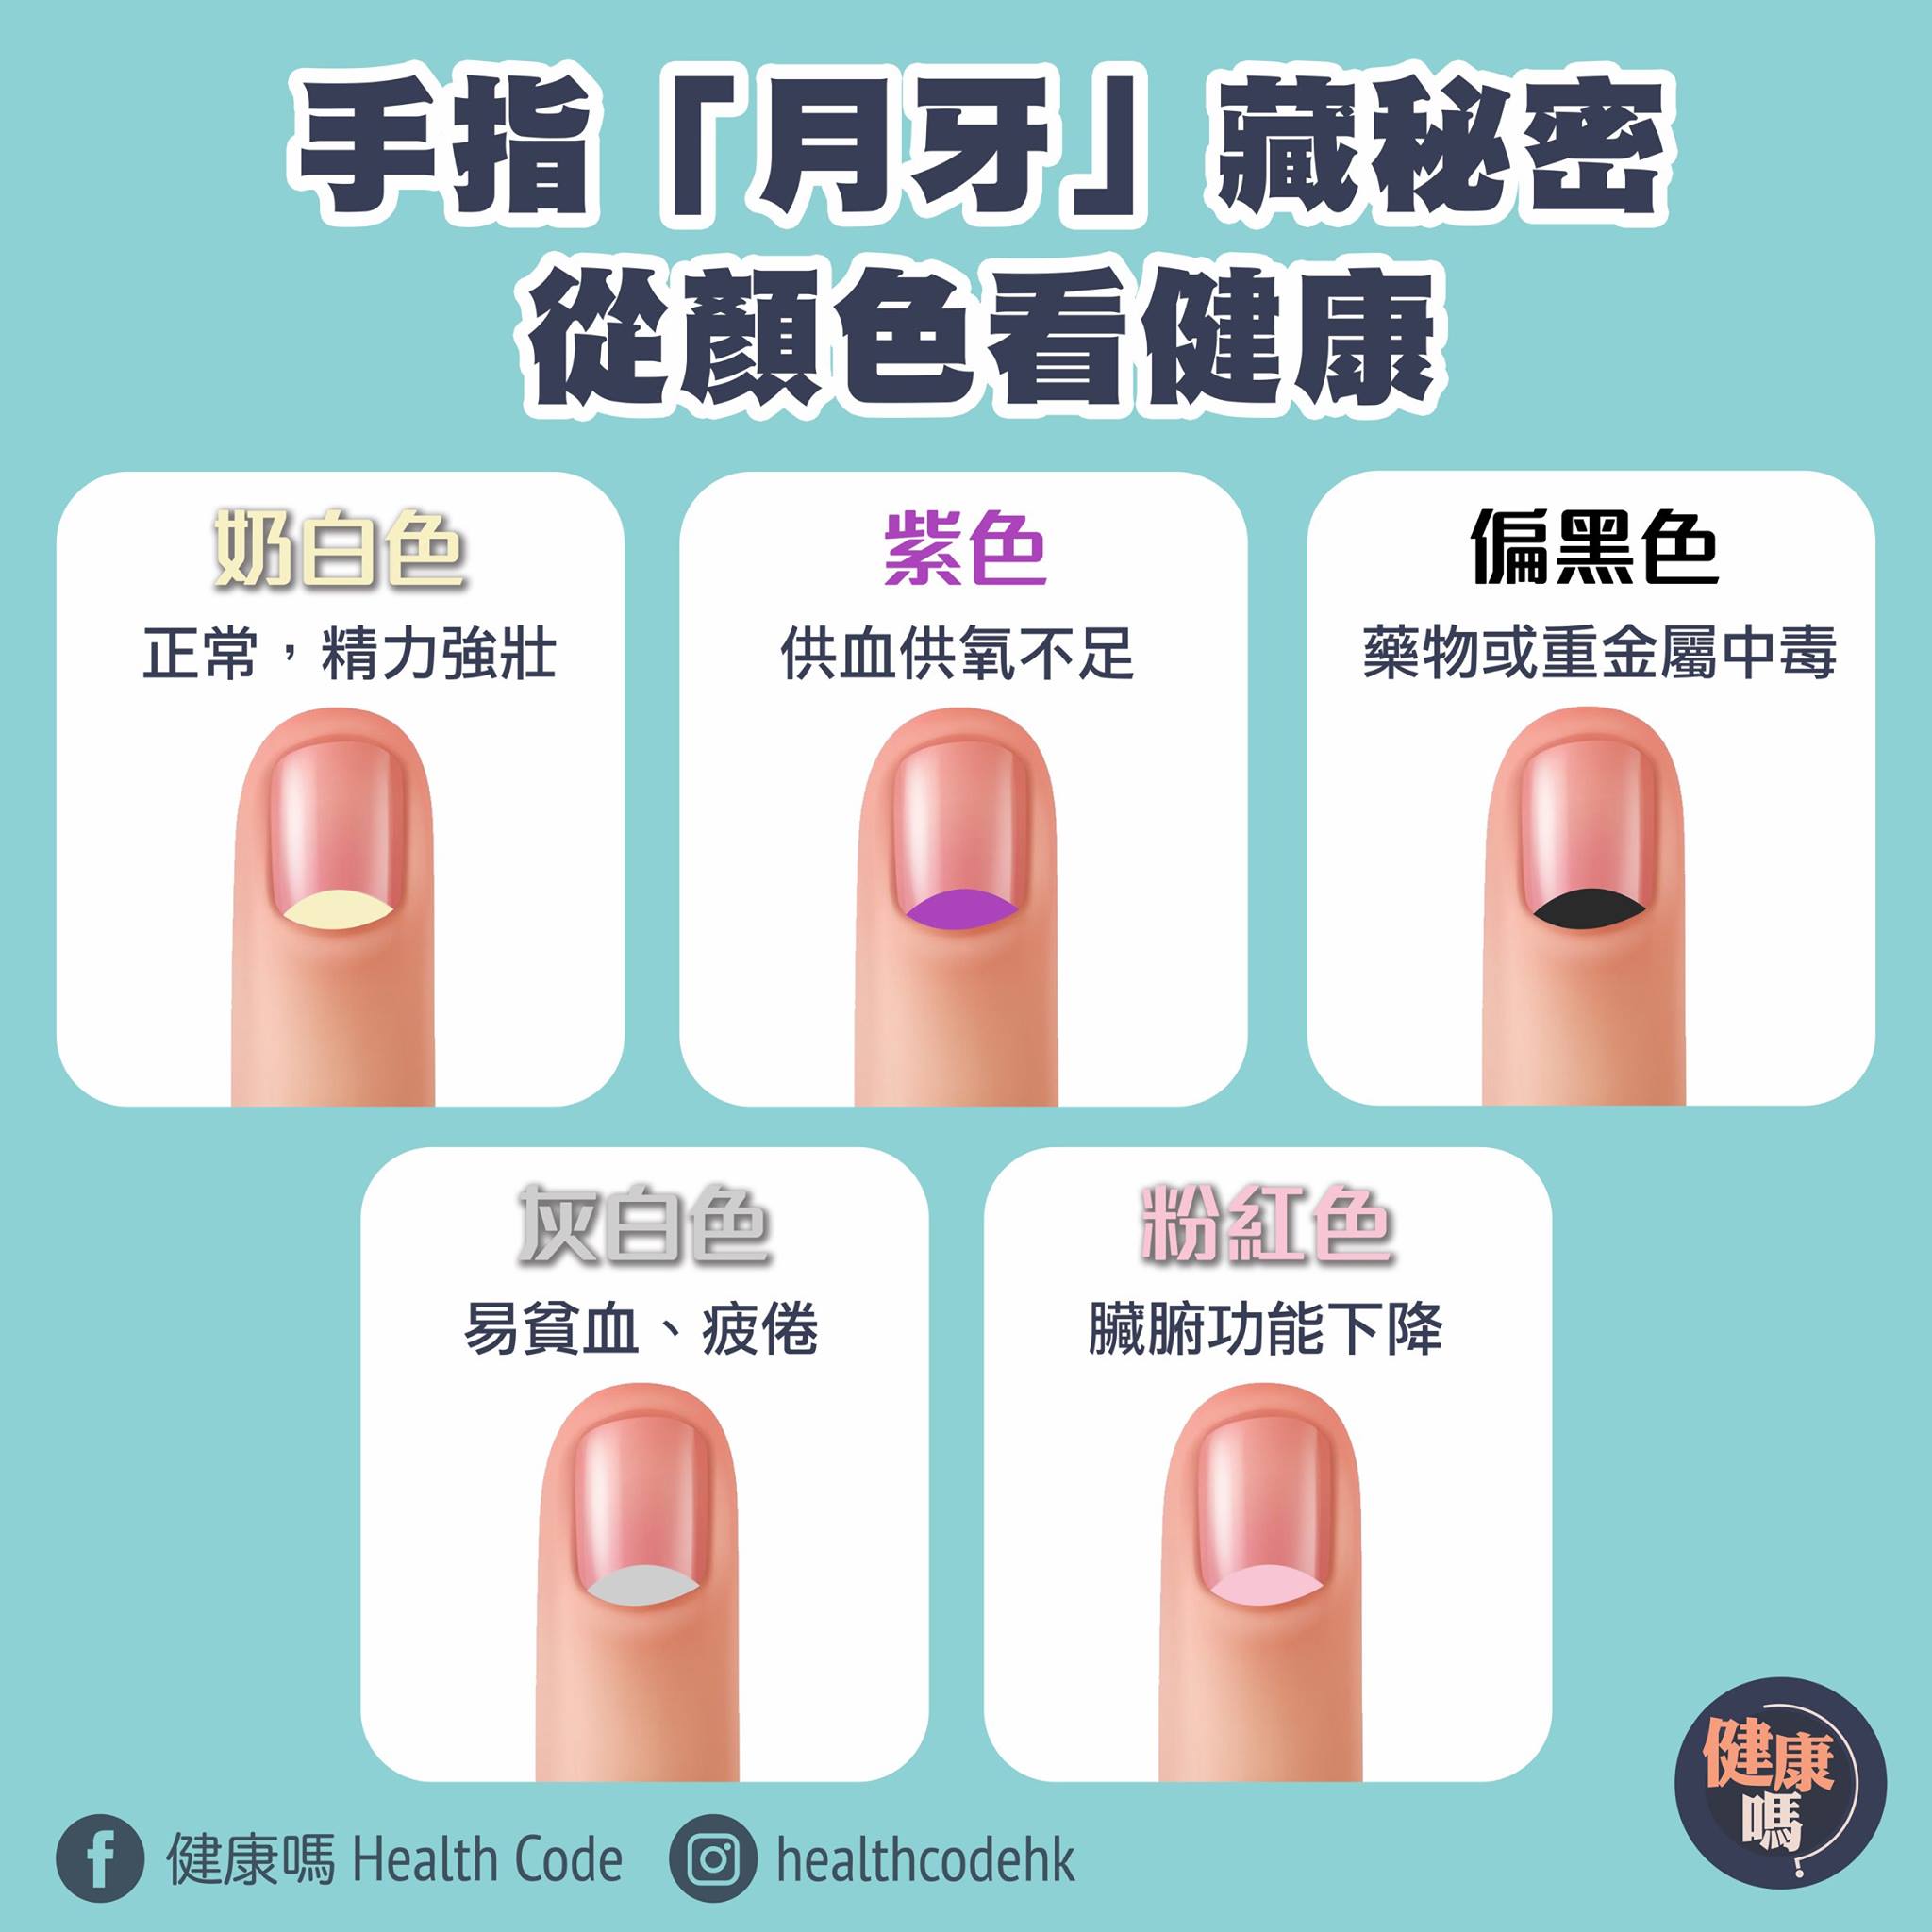 手指「月牙」藏秘密
從顏色看健康
奶白色
正常，精力強壯
紫色
供血供氧不足
偏黑色
藥物或重金屬中毒
灰白色
易貧血、疲倦
粉紅色
臟腑功能下降
健康嗎 Health Code
healthcodehk
健康
嗎